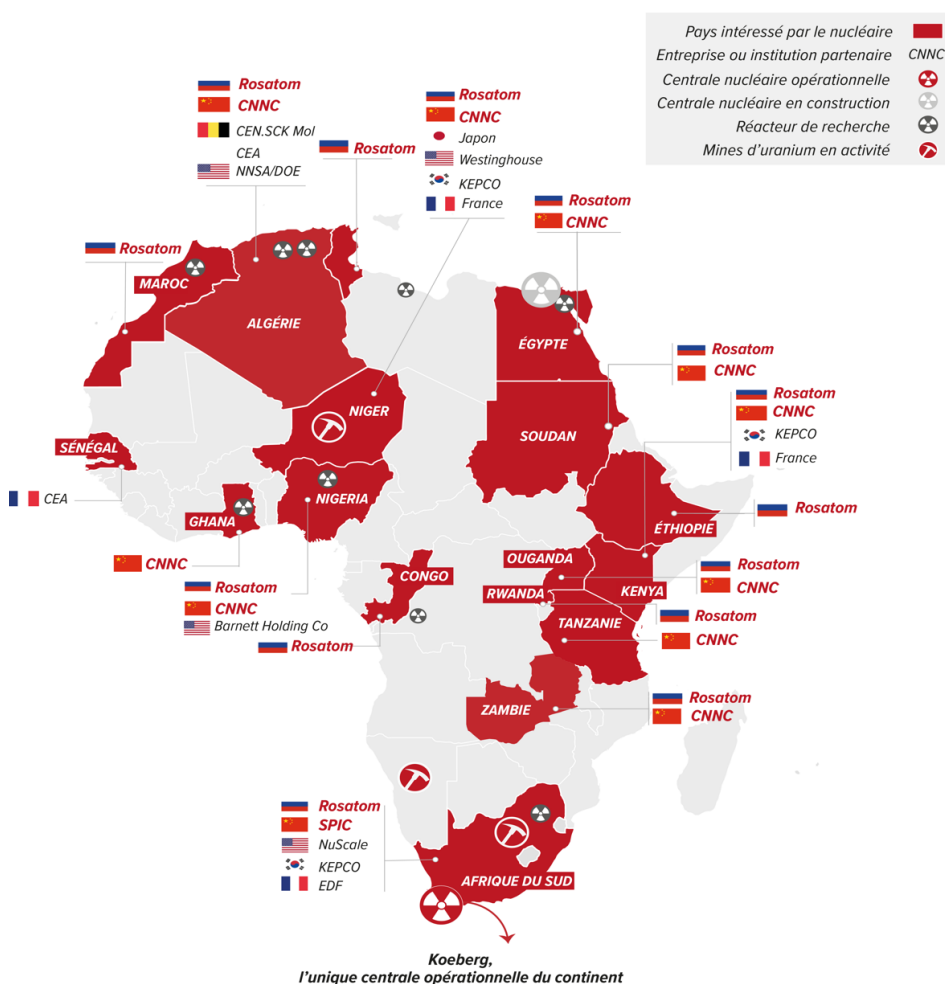 Pays intéressé par le nucléaire
Entreprise ou institution partenaire CNNC
Centrale nucléaire opérationnelle
Centrale nucléaire en construction
Réacteur de recherche
Mines d'uranium en activité
Rosatom
CNNC
CEN.SCK Mol
CEA
NNSA/DOE
Rosatom
Rosatom
CNNC
Japon
Westinghouse
KEPCO
France
Rosatom
CNNC
Rosatom
MAROC
ALGÉRIE
ÉGYPTE
Rosatom
CNNC
NIGER
Rosatom
CNNC
KEPCO
France
SOUDAN
SÉNÉGAL
CEA
NIGERIA
GHANA
ÉTHIOPIE
Rosatom
CNNC
Rosatom
CNNC
Barnett Holding Co
Rosatom
CONGO
OUGANDA
RWANDA
KENYA
TANZANIE
Rosatom
CNNC
Rosatom
CNNC
ZAMBIE
Rosatom
CNNC
Rosatom
SPIC
NuScale
KEPCO
EDF
AFRIQUE DU SUD
Koeberg,
l'unique centrale opérationnelle du continent